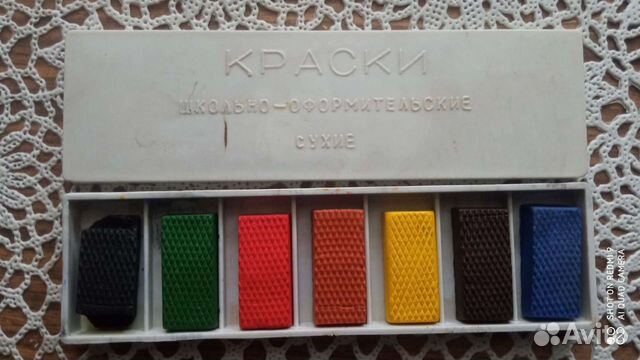 КРАСКИ
ШКОЛЬНО-ОФОРМИТЕЛЬСКИЕ
СУХИЕ
SHOT ON REDMI 9
AI QUAD CAMERA
Avito